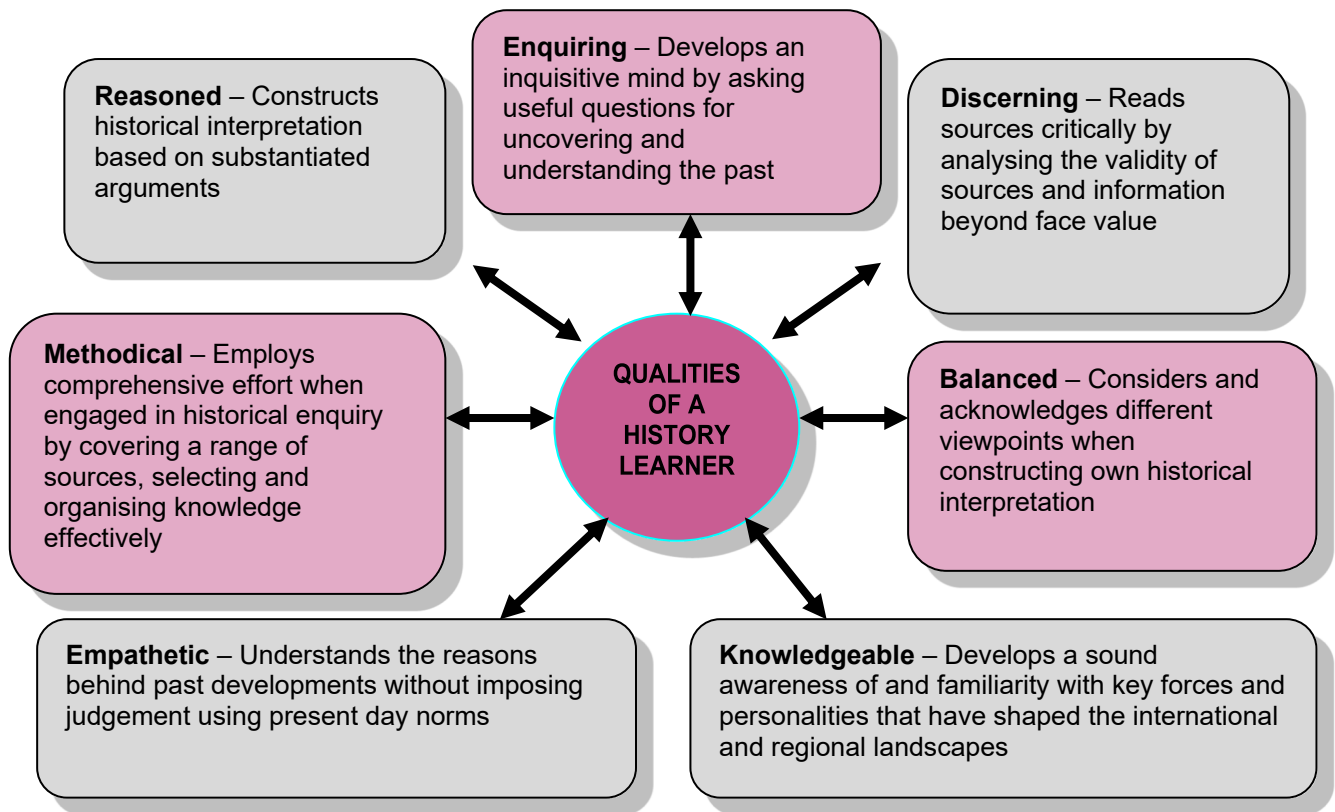 Enquiring – Develops an
inquisitive mind by asking
useful questions for
uncovering and
understanding the past
Reasoned – Constructs
historical interpretation
based on substantiated
arguments
Discerning – Reads
sources critically by
analysing the validity of
sources and information
beyond face value
Methodical – Employs
comprehensive effort when
engaged in historical enquiry
by covering a range of
sources, selecting and
organising knowledge
effectively
QUALITIES
OF A
HISTORY
LEARNER
Balanced – Considers and
acknowledges different
viewpoints when
constructing own historical
interpretation
Empathetic – Understands the reasons
behind past developments without imposing
judgement using present day norms
Knowledgeable – Develops a sound
awareness of and familiarity with key forces and
personalities that have shaped the international
and regional landscapes